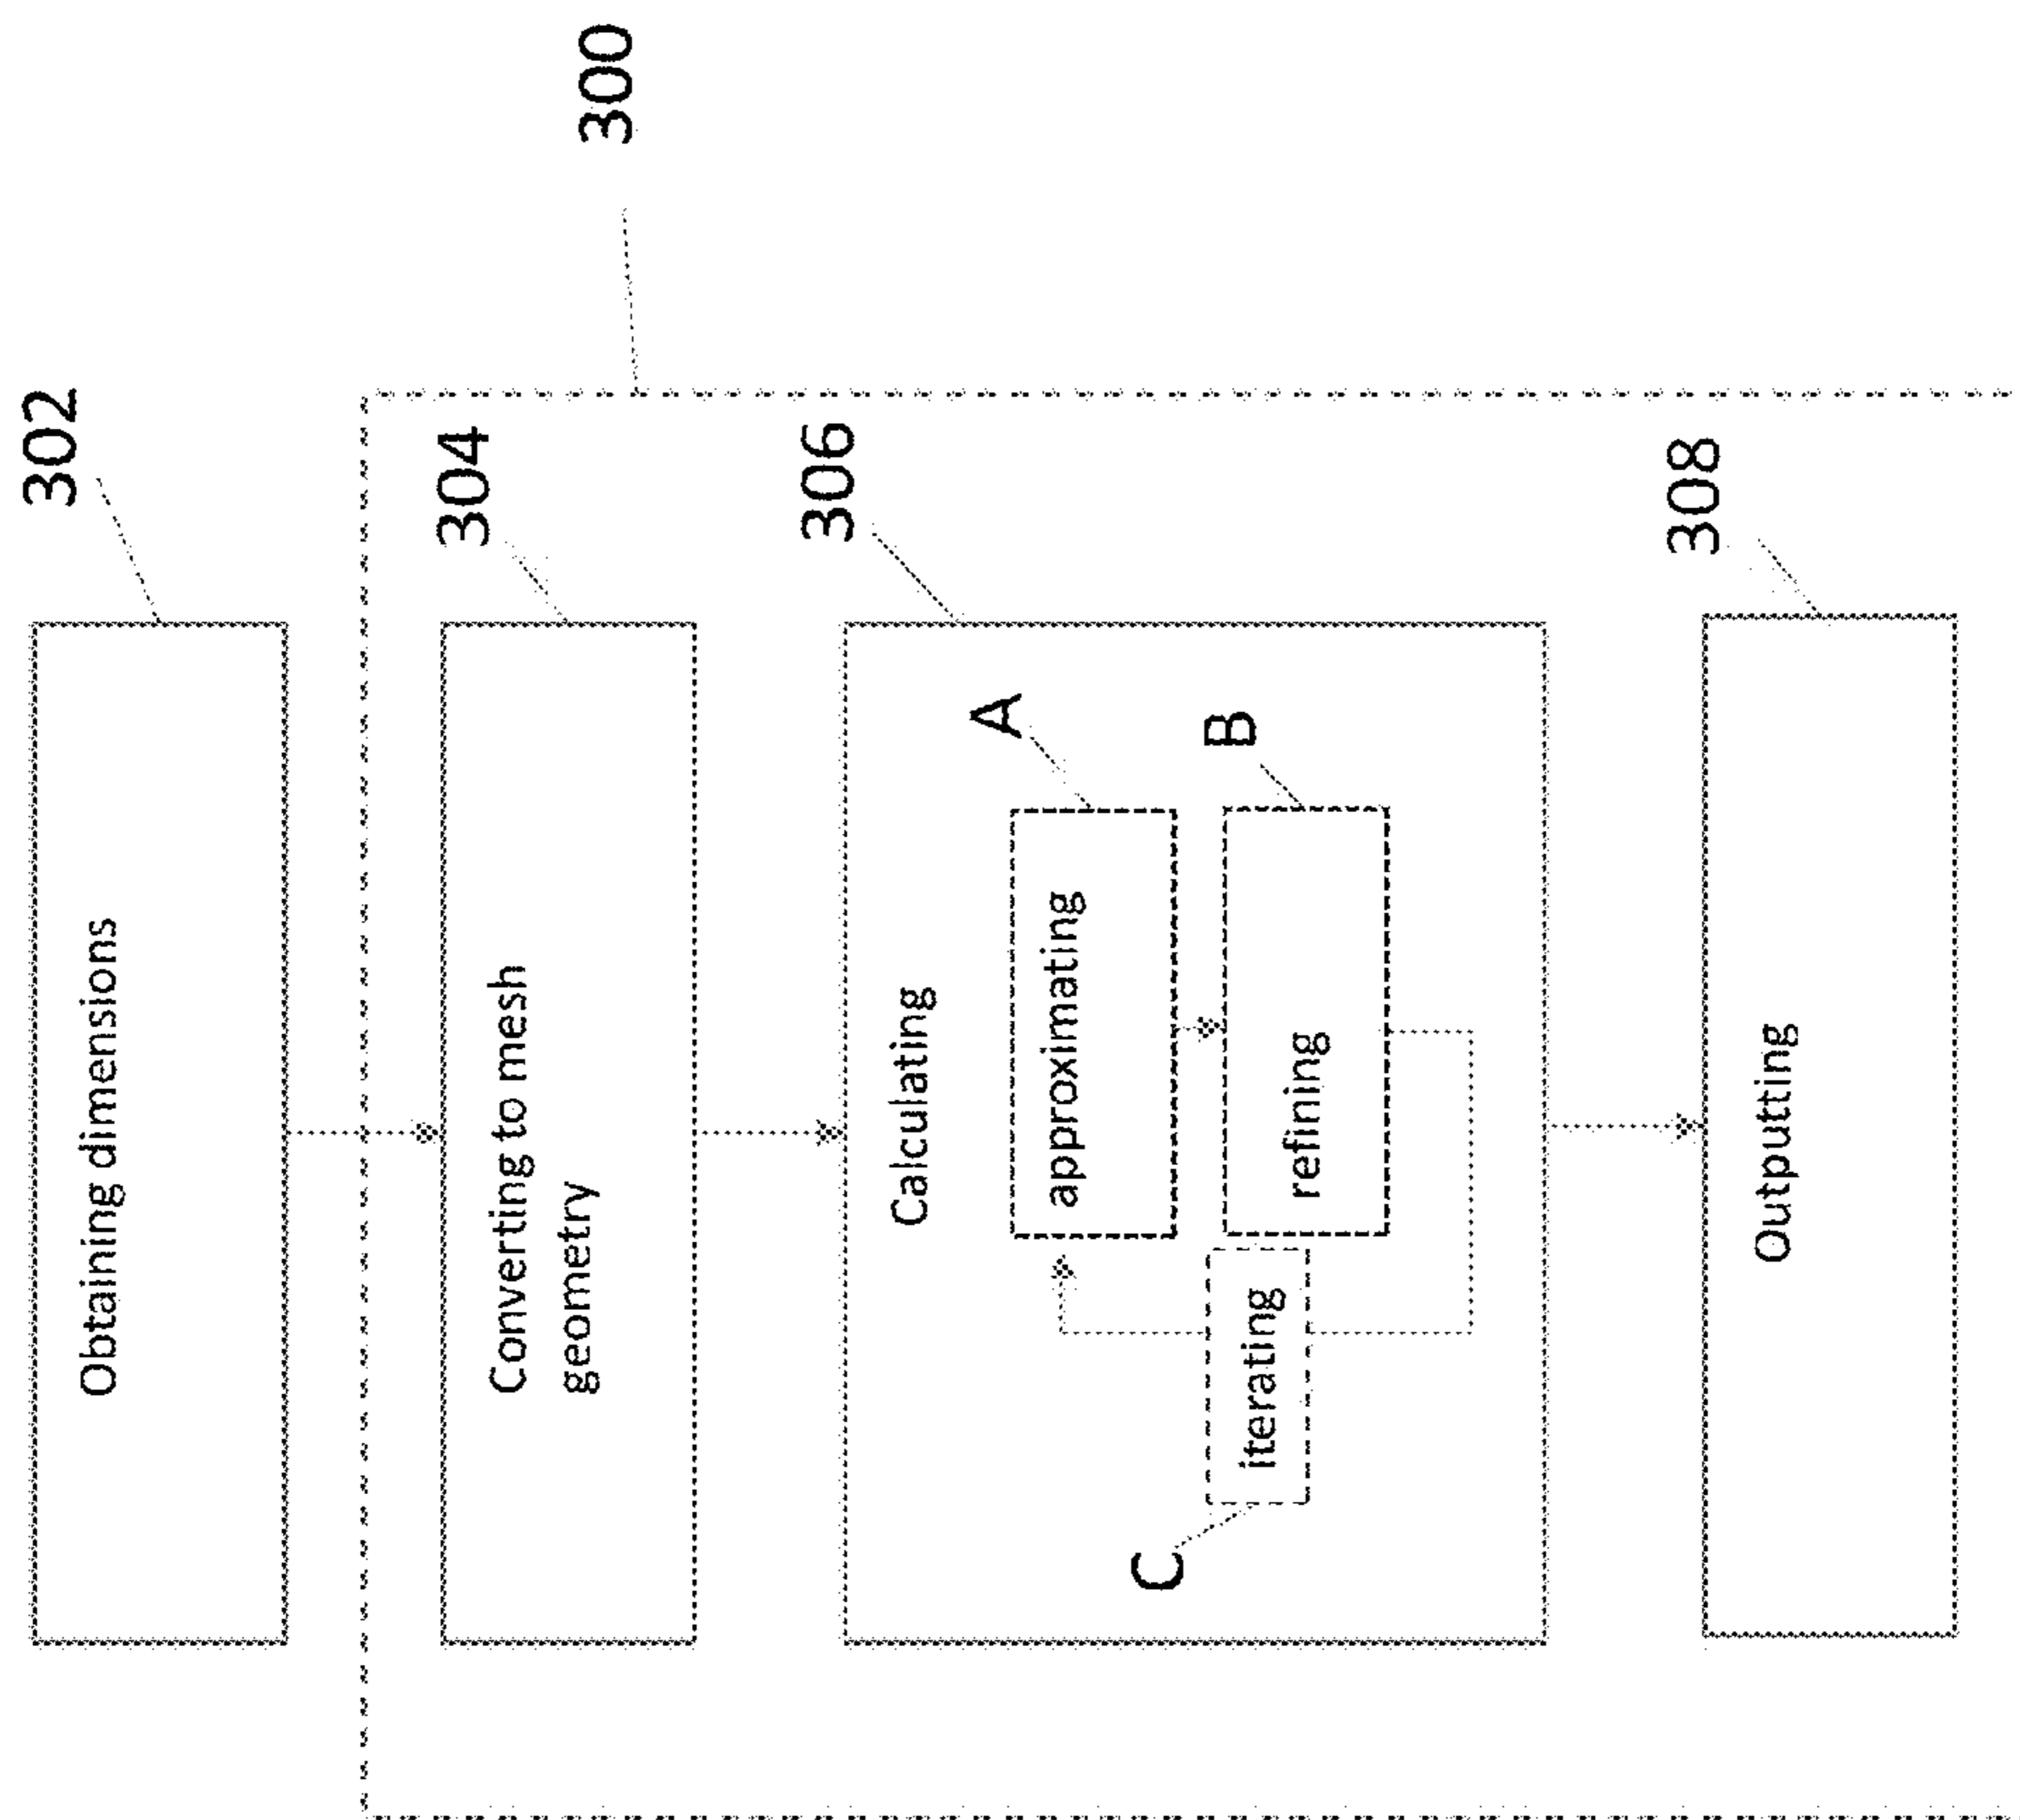 300
302
Obtaining dimensions
304
Converting to mesh
geometry
306
Calculating
A
approximating
B
refining
C
iterating
308
Outputting